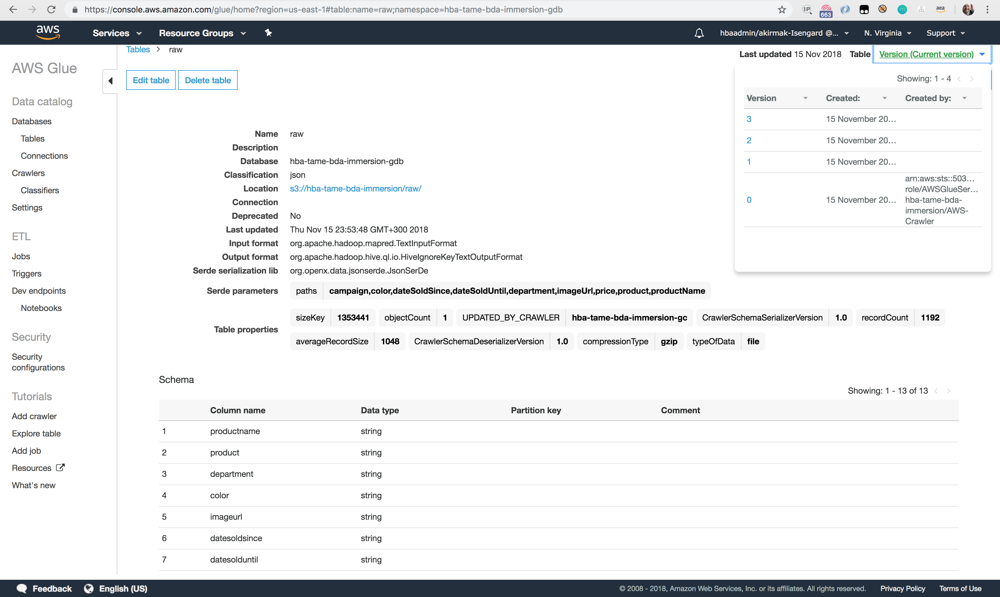 https://console.aws.amazon.com/glue/home?region=us-east-1#table:name=raw;namespace=hba-tame-bda-immersion-gdb
IP
663
m
aea
aws
Services
Resource Groups
hbaadmin/akirmak-Isengard @...
N. Virginia
Support
AWS Glue
Data catalog
Databases
Tables
Connections
Crawlers
Classifiers
Settings
ETL
Jobs
Triggers
Dev endpoints
Notebooks
Security
Security
configurations
Tutorials
Add crawler
Explore table
Add job
Resources
What's new
Tables > raw
Last updated 15 Nov 2018 Table Version (Current version)
Edit table
Delete table
Showing: 1 - 4 < >
Version Created: Created by:
3 15 November 20...
2 15 November 20...
1 15 November 20...
0 15 November 20...
arn:aws:sts::503...
role/AWSGlueSer...
hba-tame-bda-
immersion/AWS-
Crawler
Name raw
Description
Database hba-tame-bda-immersion-gdb
Classification json
Location s3://hba-tame-bda-immersion/raw/
Connection
Deprecated No
Last updated Thu Nov 15 23:53:48 GMT+300 2018
Input format org.apache.hadoop.mapred.TextInputFormat
Output format org.apache.hadoop.hive.ql.io.HiveIgnoreKeyTextOutputFormat
Serde serialization lib org.openx.data.jsonserde.JsonSerDe
Serde parameters paths campaign,color,dateSoldSince,dateSoldUntil,department,imageUrl,price,product,productName
Table properties
sizeKey 1353441 objectCount 1 UPDATED_BY_CRAWLER hba-tame-bda-immersion-gc CrawlerSchemaSerializerVersion 1.0 recordCount 1192
averageRecordSize 1048 CrawlerSchemaDeserializerVersion 1.0 compressionType gzip typeOfData file
Schema
Showing: 1 - 13 of 13 < >
Column name Data type Partition key Comment
1 productname string
2 product string
3 department string
4 color string
5 imageurl string
6 datesoldsince string
7 datesolduntil string
Feedback
English (US)
© 2008 - 2018, Amazon Web Services, Inc. or its affiliates. All rights reserved.
Privacy Policy
Terms of Use